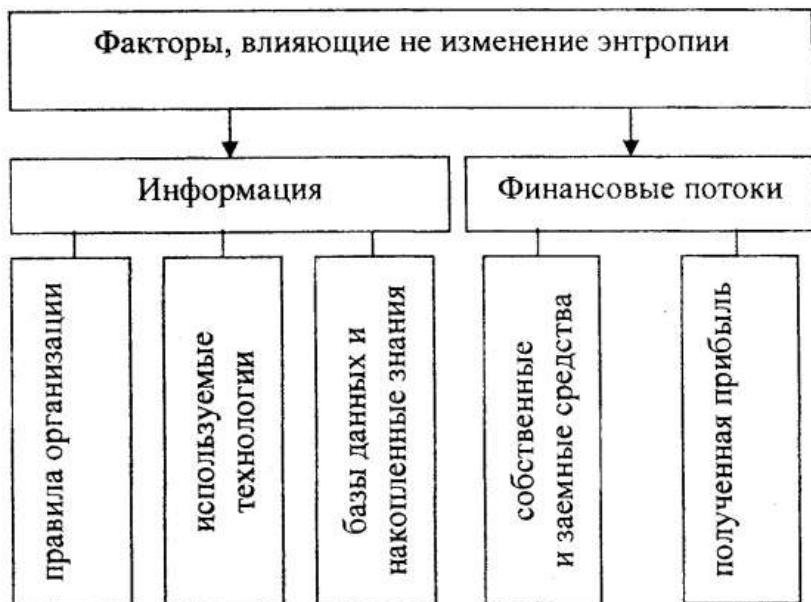 Факторы, влияющие не изменение энтропии
Информация
Финансовые потоки
правила организации
используемые
технологии
базы данных и
накопленные знания
собственные
и заемные средства
полученная прибыль